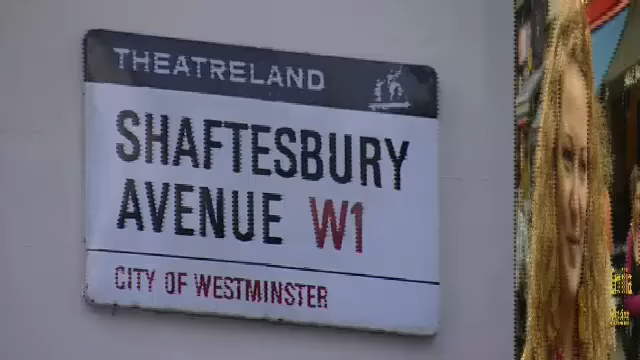 THEATRELAND
SHAFTESBURY
AVENUE W1
CITY OF WESTMINSTER